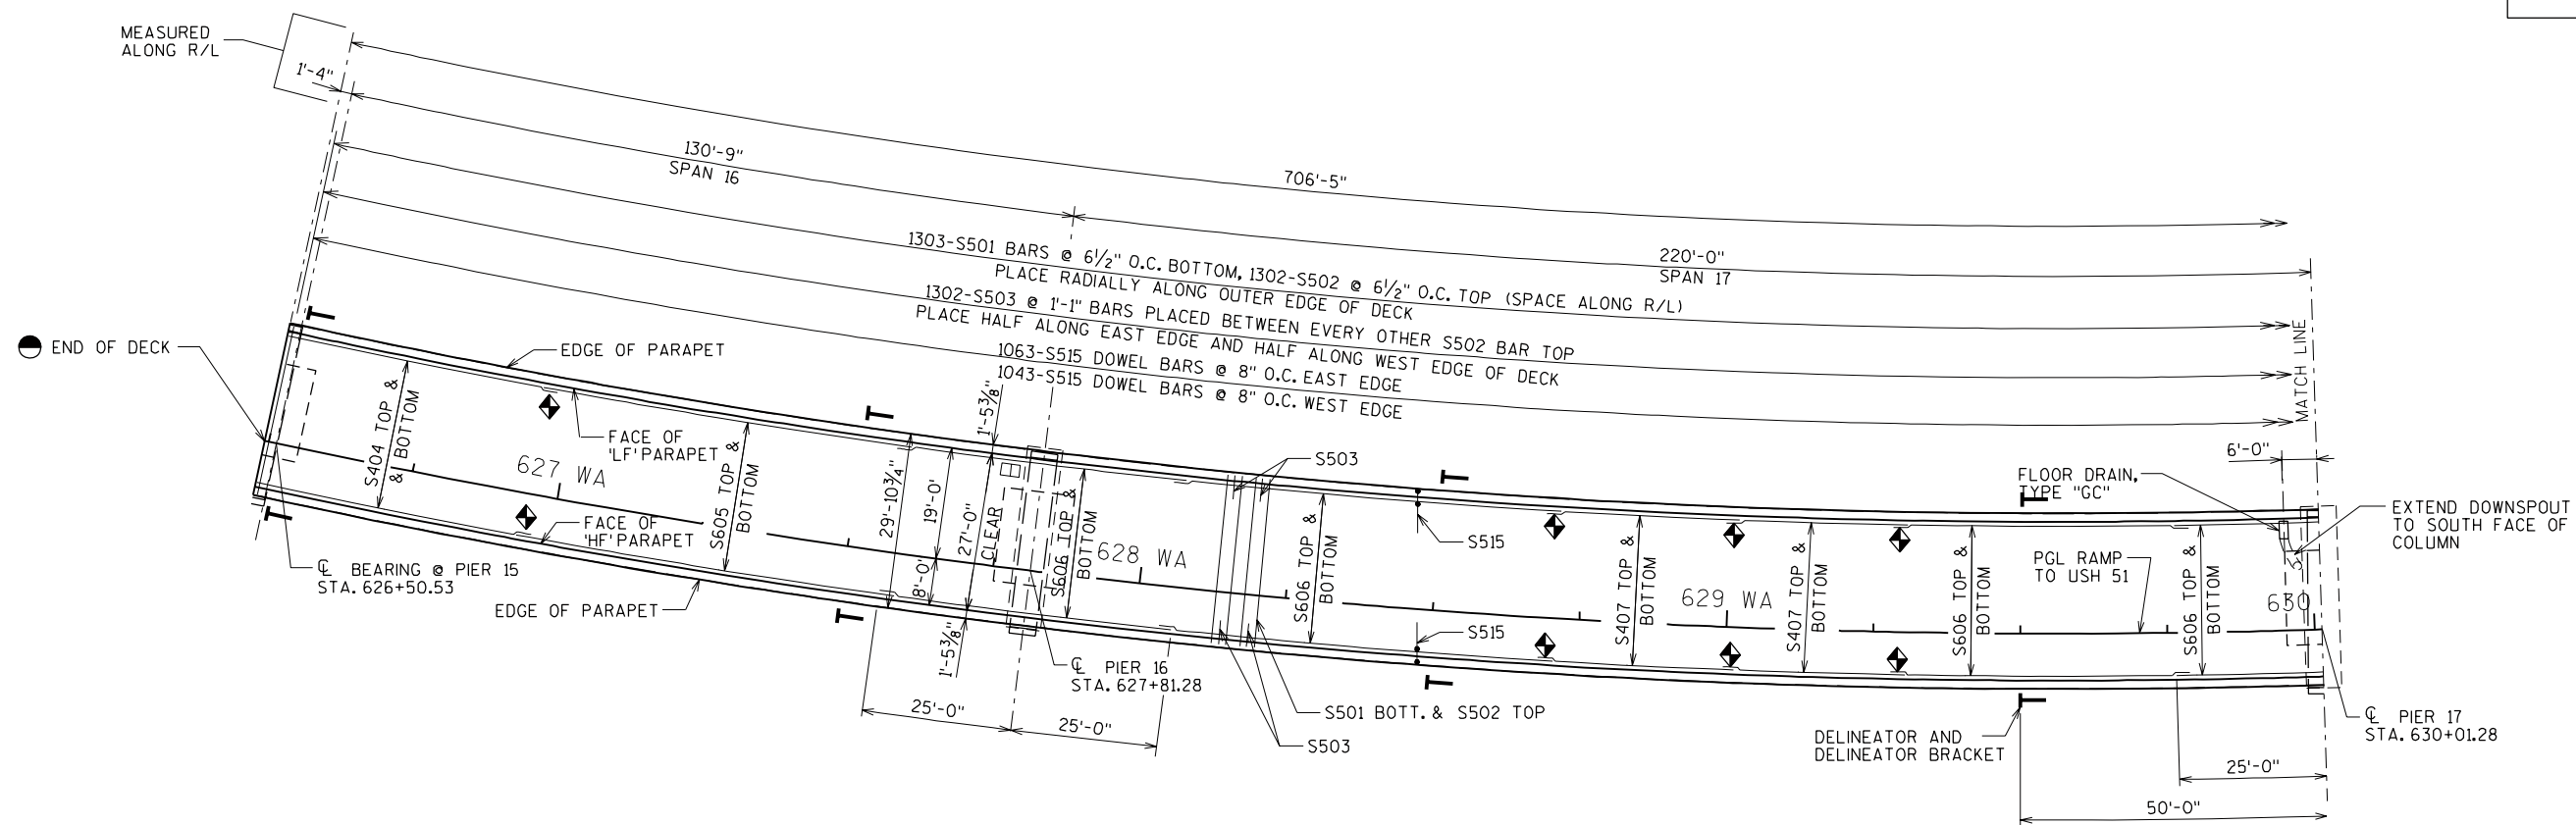 MEASURED
ALONG R/L
1'-4"
130'-9"
SPAN 16
706'-5"
220'-0"
SPAN 17
1303-S501 BARS @ 6½" O.C. BOTTOM, 1302-S502 @ 6½" O.C. TOP (SPACE ALONG R/L)
PLACE RADIALLY ALONG OUTER EDGE OF DECK
1302-S503 @ 1'-1" BARS PLACED BETWEEN EVERY OTHER S502 BAR TOP
PLACE HALF ALONG EAST EDGE AND HALF ALONG WEST EDGE OF DECK
1063-S515 DOWEL BARS @ 8" O.C. EAST EDGE
1043-S515 DOWEL BARS @ 8" O.C. WEST EDGE
MATCH LINE
END OF DECK
EDGE OF PARAPET
S404 TOP &
& BOTTOM
FACE OF
'LF' PARAPET
627 WA
FACE OF
'HF' PARAPET
S605 TOP &
BOTTOM
℄ BEARING @ PIER 15
STA. 626+50.53
EDGE OF PARAPET
1'-5⅜"
29'-10¾"
19'-0'
27'-0"
CLEAR
8'-0'
1'-5⅜"
S606 TOP &
BOTTOM
628 WA
℄ PIER 16
STA. 627+81.28
25'-0"
25'-0"
S503
S606 TOP &
BOTTOM
S515
S515
S501 BOTT. & S502 TOP
S503
S407 TOP &
BOTTOM
629 WA
S407 TOP &
BOTTOM
S606 TOP &
BOTTOM
PGL RAMP
TO USH 51
FLOOR DRAIN,
TYPE "GC"
6'-0"
EXTEND DOWNSPOUT
TO SOUTH FACE OF
COLUMN
S606 TOP &
BOTTOM
630
℄ PIER 17
STA. 630+01.28
DELINEATOR AND
DELINEATOR BRACKET
25'-0"
50'-0"